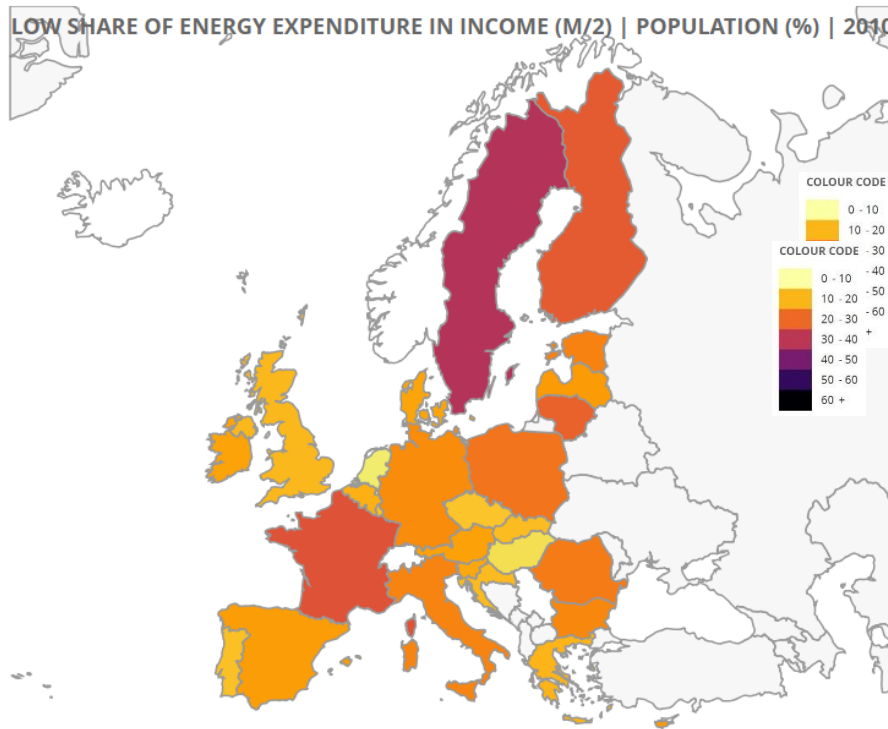 LOW SHARE OF ENERGY EXPENDITURE IN INCOME (M/2) | POPULATION (%) | 2010
COLOUR CODE
0 - 10
10 - 20
- 30
- 40
- 50
- 60
+
COLOUR CODE
0 - 10
10 - 20
20 - 30
30 - 40
40 - 50
50 - 60
60 +